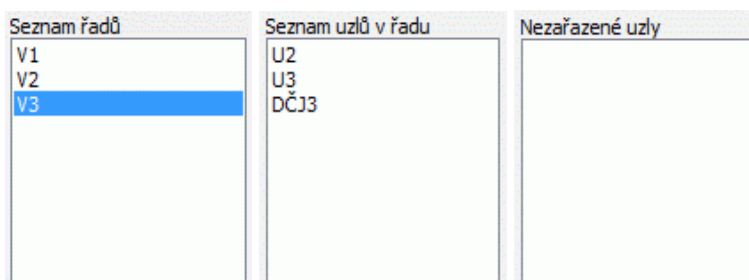 Seznam řadů
V1
V2
V3
Seznam uzlů v řadu
U2
U3
DČJ3
Nezařazené uzly